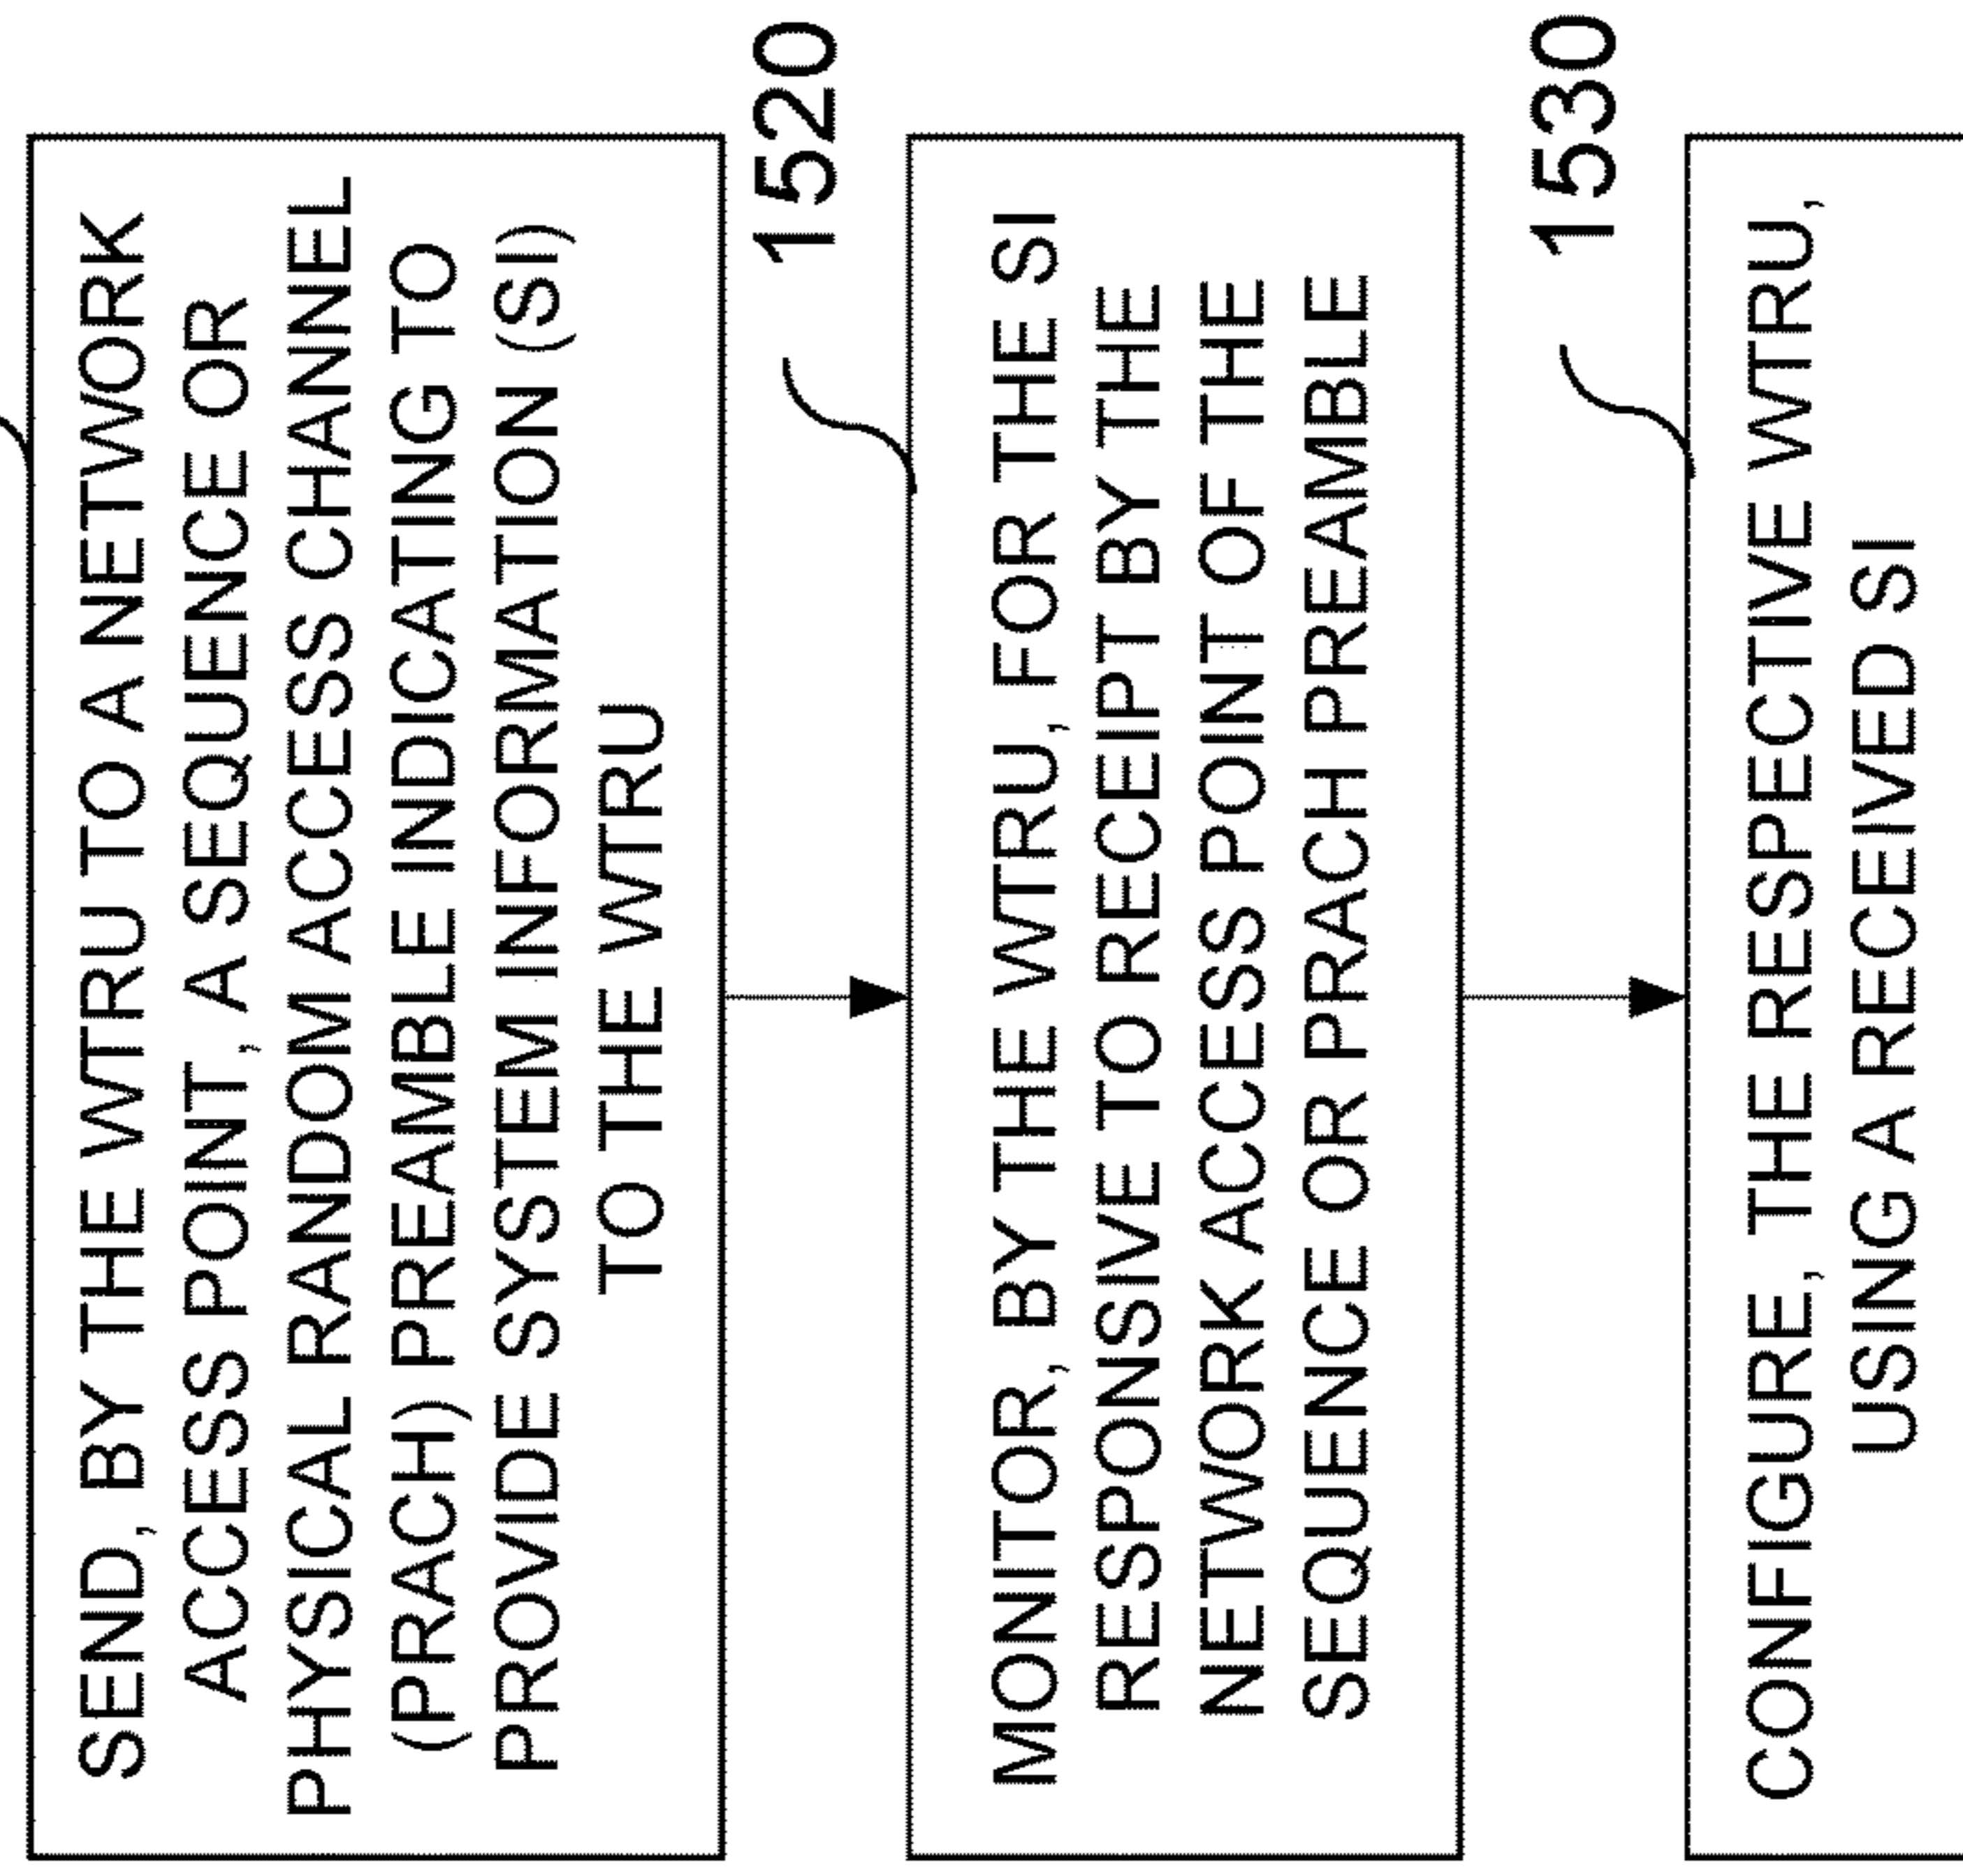 SEND, BY THE WTRU TO A NETWORK
ACCESS POINT, A SEQUENCE OR
PHYSICAL RANDOM ACCESS CHANNEL
(PRACH) PREAMBLE INDICATING TO
PROVIDE SYSTEM INFORMATION (SI)
TO THE WTRU
1520
MONITOR, BY THE WTRU, FOR THE SI
RESPONSIVE TO RECEIPT BY THE
NETWORK ACCESS POINT OF THE
SEQUENCE OR PRACH PREAMBLE
1530
CONFIGURE, THE RESPECTIVE WTRU,
USING A RECEIVED SI